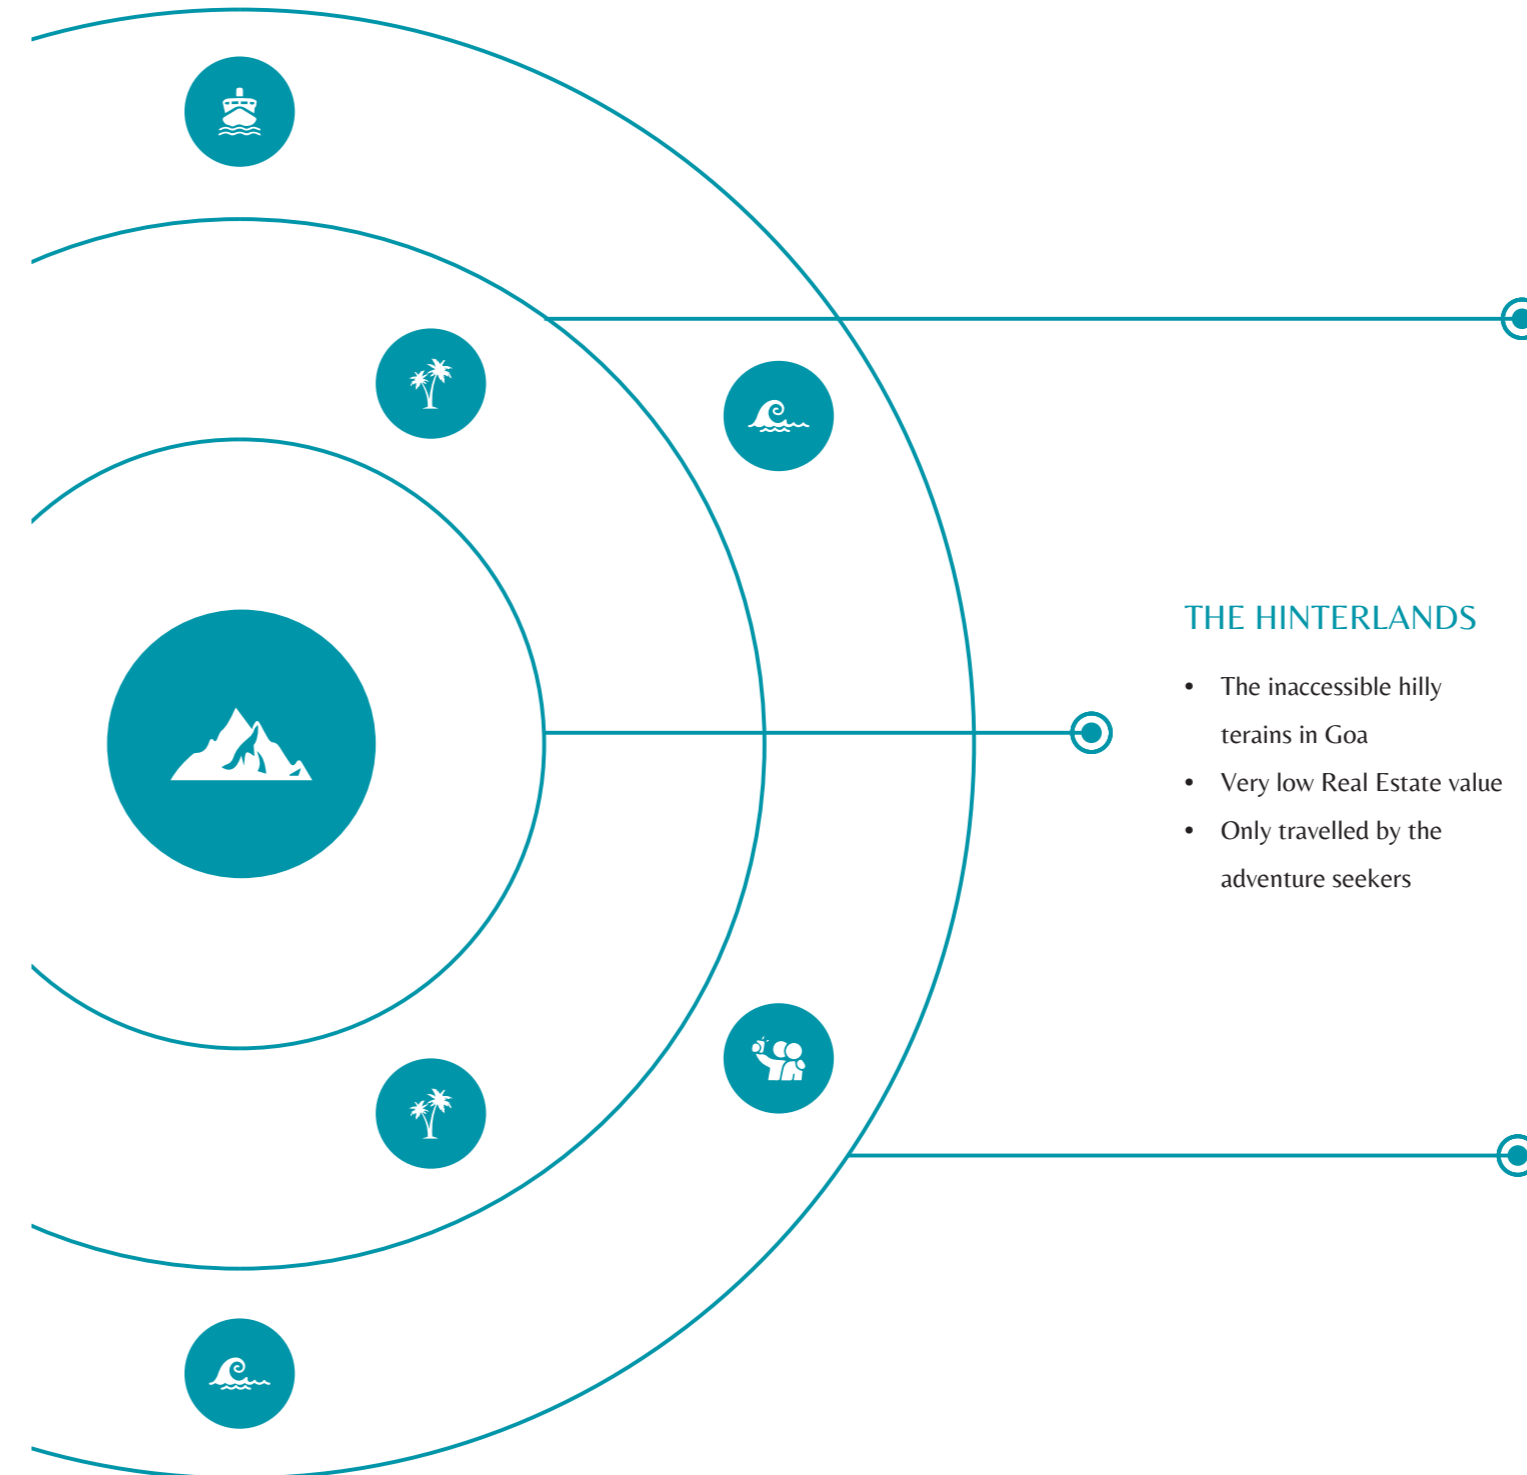 THE HINTERLANDS
• The inaccessible hilly
terains in Goa
• Very low Real Estate value
• Only travelled by the
adventure seekers